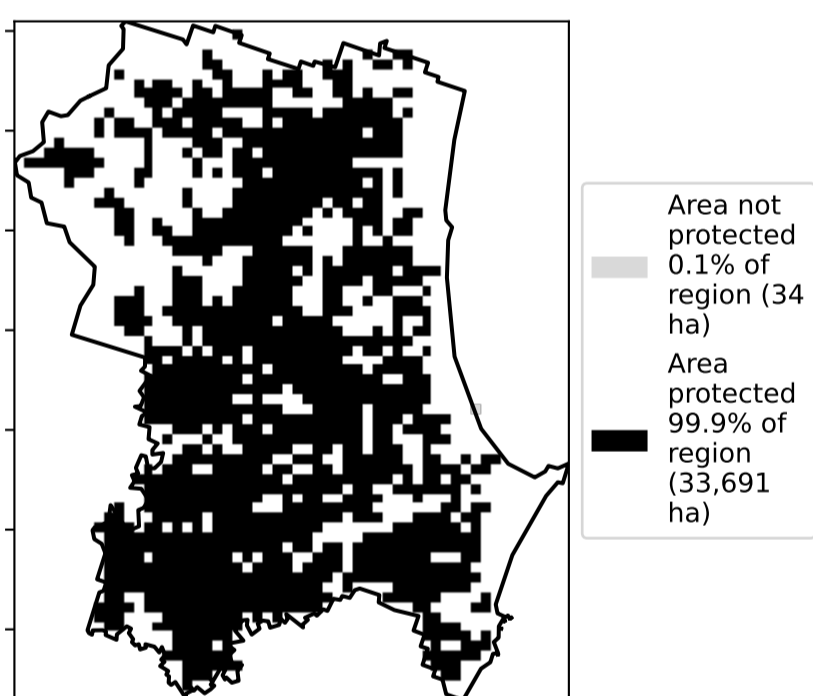 Area not
protected
0.1% of
region (34
ha)
Area
protected
99.9% of
region
(33,691
ha)